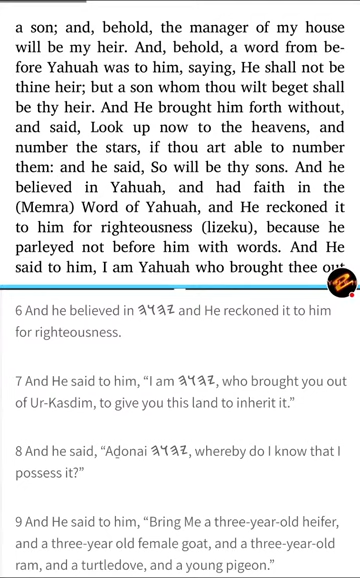 a son; and, behold, the manager of my house
will be my heir. And, behold, a word from be-
fore Yahuah was to him, saying, He shall not be
thine heir; but a son whom thou wilt beget shall
be thy heir. And He brought him forth without,
and said, Look up now to the heavens, and
number the stars, if thou art able to number
them: and he said, So will be thy sons. And he
believed in Yahuah, and had faith in the
(Memra) Word of Yahuah, and He reckoned it
to him for righteousness (lizeku), because he
parleyed not before him with words. And He
said to him, I am Yahuah who brought thee out
6 And he believed in 𐤉𐤄𐤅𐤄 and He reckoned it to him
for righteousness.
7 And He said to him, “I am 𐤉𐤄𐤅𐤄, who brought you out
of Ur-Kasdim, to give you this land to inherit it.”
8 And he said, “Aḏonai 𐤉𐤄𐤅𐤄, whereby do I know that I
possess it?”
9 And He said to him, “Bring Me a three-year-old heifer,
and a three-year old female goat, and a three-year-old
ram, and a turtledove, and a young pigeon.”